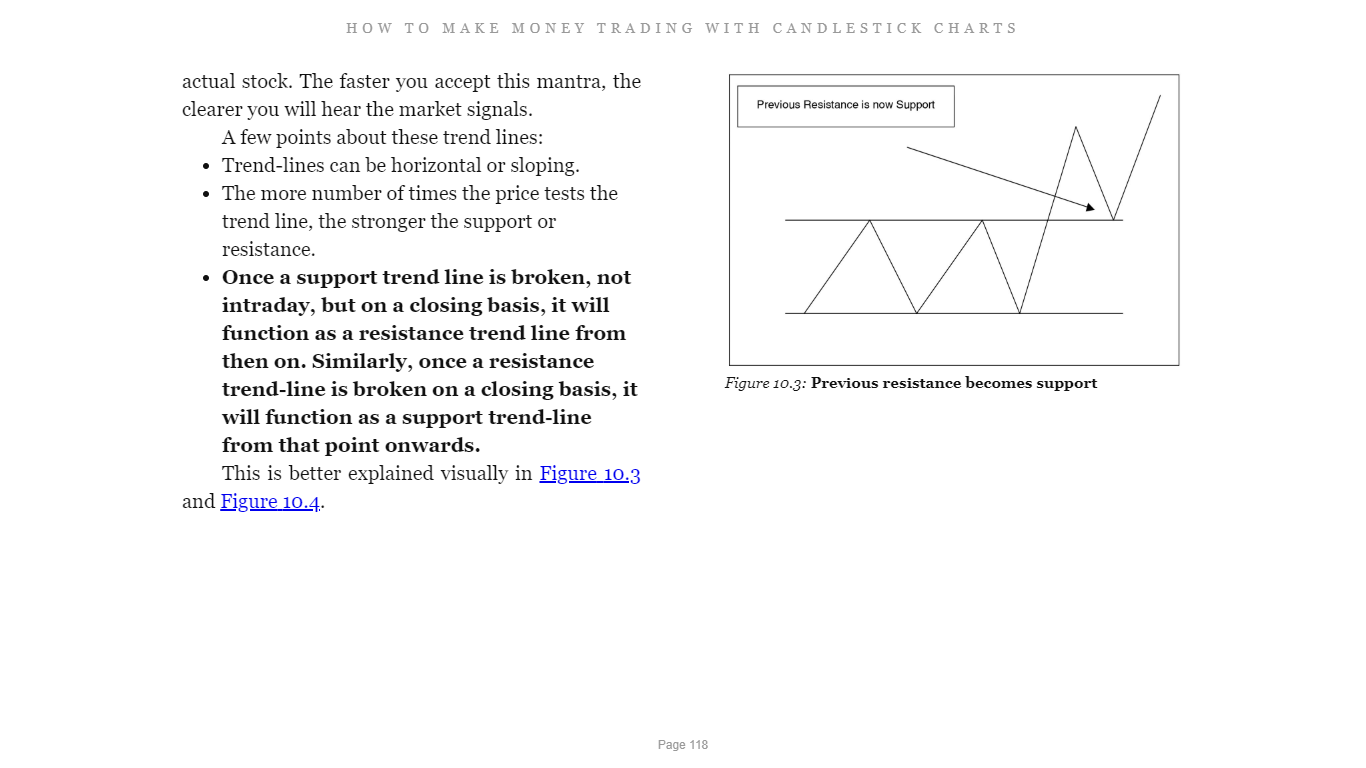 HOW TO MAKE MONEY TRADING WITH CANDLESTICK CHARTS
actual stock. The faster you accept this mantra, the
clearer you will hear the market signals.
A few points about these trend lines:
• Trend-lines can be horizontal or sloping.
• The more number of times the price tests the
trend line, the stronger the support or
resistance.
• Once a support trend line is broken, not
intraday, but on a closing basis, it will
function as a resistance trend line from
then on. Similarly, once a resistance
trend-line is broken on a closing basis, it
will function as a support trend-line
from that point onwards.
This is better explained visually in Figure 10.3
and Figure 10.4.
Previous Resistance is now Support
Figure 10.3: Previous resistance becomes support
Page 118